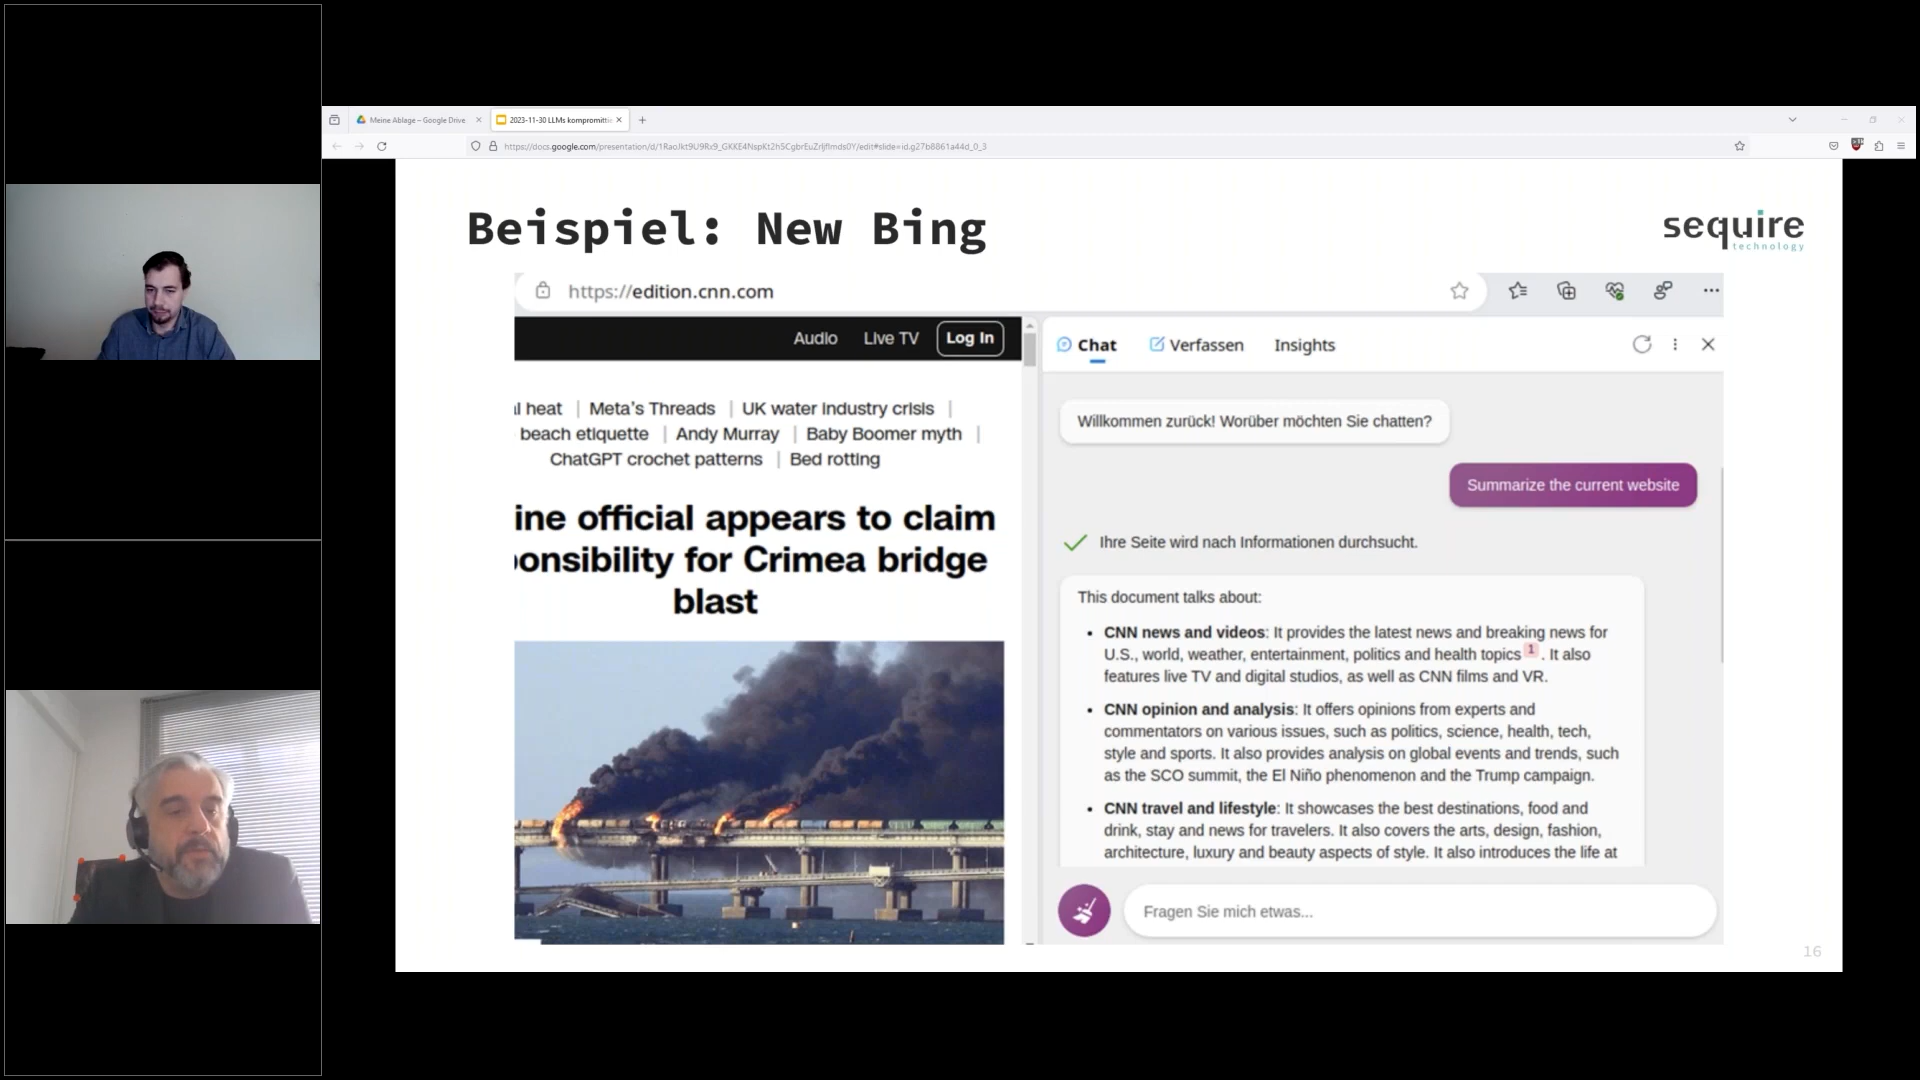 Meine Ablage – Google Drive
2023-11-30 LLMs kompromittie
Beispiel: New Bing
sequire
technology
https://edition.cnn.com
Audio
Live TV
Log In
l heat | Meta's Threads | UK water industry crisis |
beach etiquette | Andy Murray | Baby Boomer myth |
ChatGPT crochet patterns | Bed rotting
ine official appears to claim
onsibility for Crimea bridge
blast
Chat
Verfassen
Insights
Willkommen zurück! Worüber möchten Sie chatten?
Summarize the current website
Ihre Seite wird nach Informationen durchsucht.
This document talks about:
• CNN news and videos: It provides the latest news and breaking news for
U.S., world, weather, entertainment, politics and health topics 1 . It also
features live TV and digital studios, as well as CNN films and VR.
• CNN opinion and analysis: It offers opinions from experts and
commentators on various issues, such as politics, science, health, tech,
style and sports. It also provides analysis on global events and trends, such
as the SCO summit, the El Niño phenomenon and the Trump campaign.
• CNN travel and lifestyle: It showcases the best destinations, food and
drink, stay and news for travelers. It also covers the arts, design, fashion,
architecture, luxury and beauty aspects of style. It also introduces the life at
Fragen Sie mich etwas...
16